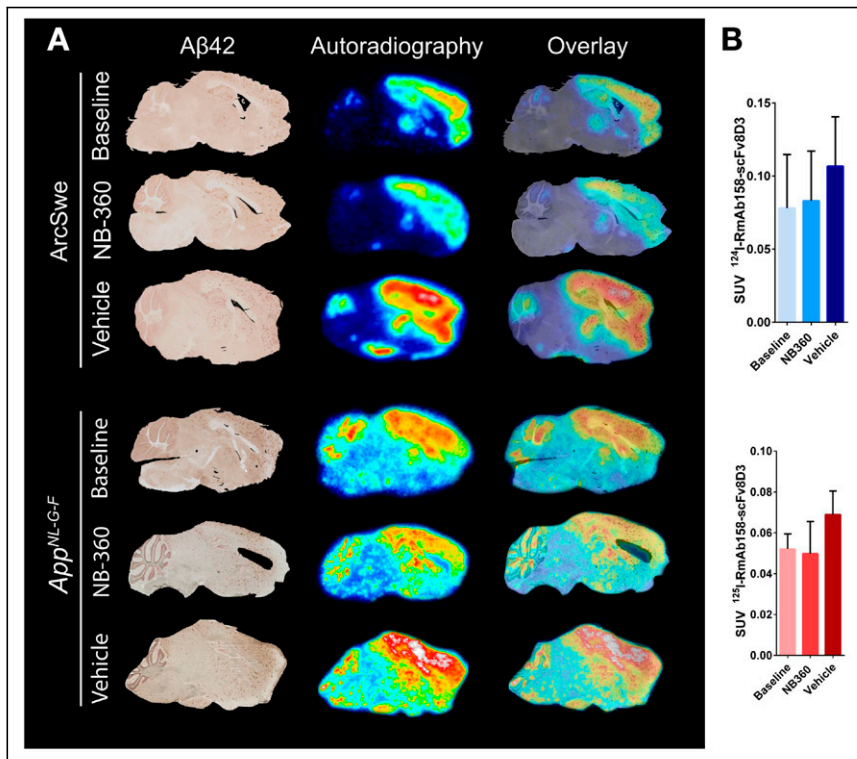 A
Aβ42
Autoradiography
Overlay
ArcSwe
Baseline
NB-360
Vehicle
App^NL-G-F
Baseline
NB-360
Vehicle
B
SUV ¹²⁴I-RmAb158-scFv8D3
0.15
0.10
0.05
0.00
Baseline
NB360
Vehicle
SUV ¹²⁵I-RmAb158-scFv8D3
0.10
0.08
0.06
0.04
0.02
0.00
Baseline
NB360
Vehicle